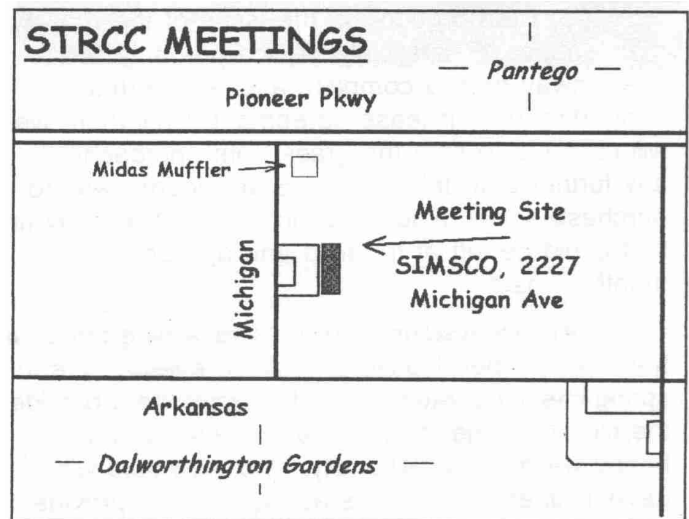 STRCC MEETINGS
Pantego
Pioneer Pkwy
Midas Muffler
Meeting Site
SIMSCO, 2227
Michigan Ave
Michigan
Arkansas
Dalworthington Gardens